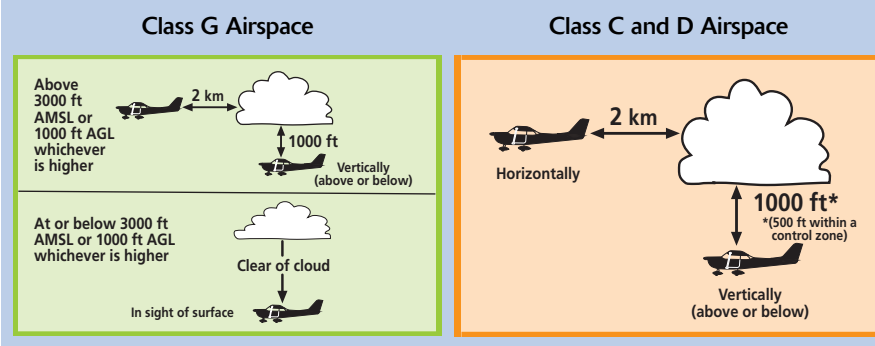 Class G Airspace
Above
3000 ft
AMSL or
1000 ft AGL
whichever
is higher
2 km
1000 ft
Vertically
(above or below)
At or below 3000 ft
AMSL or 1000 ft AGL
whichever is higher
Clear of cloud
In sight of surface
Class C and D Airspace
2 km
Horizontally
1000 ft*
*(500 ft within a
control zone)
Vertically
(above or below)